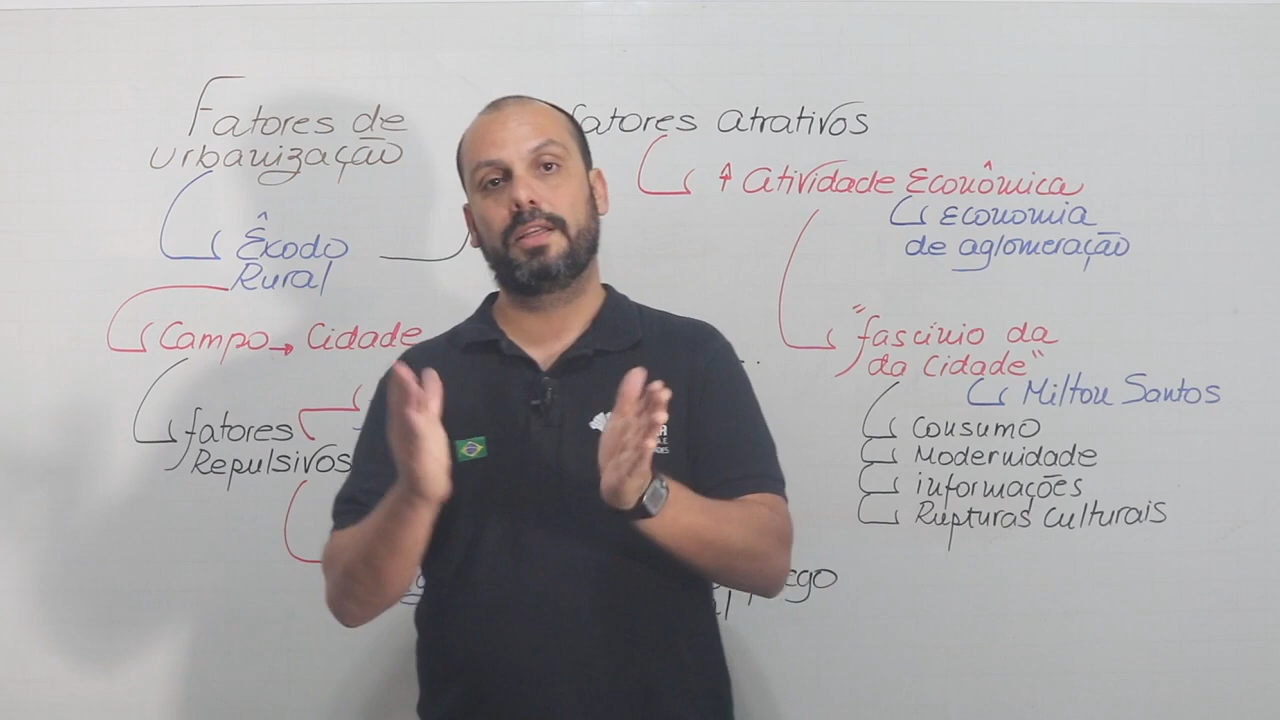 Fatores de
urbanização
Êxodo
Rural
Campo → Cidade
fatores
Repulsivos
fatores atrativos
↑ Atividade Econômica
Economia
de aglomeração
"fascínio da
da cidade"
Milton Santos
Consumo
Modernidade
informações
Rupturas culturais